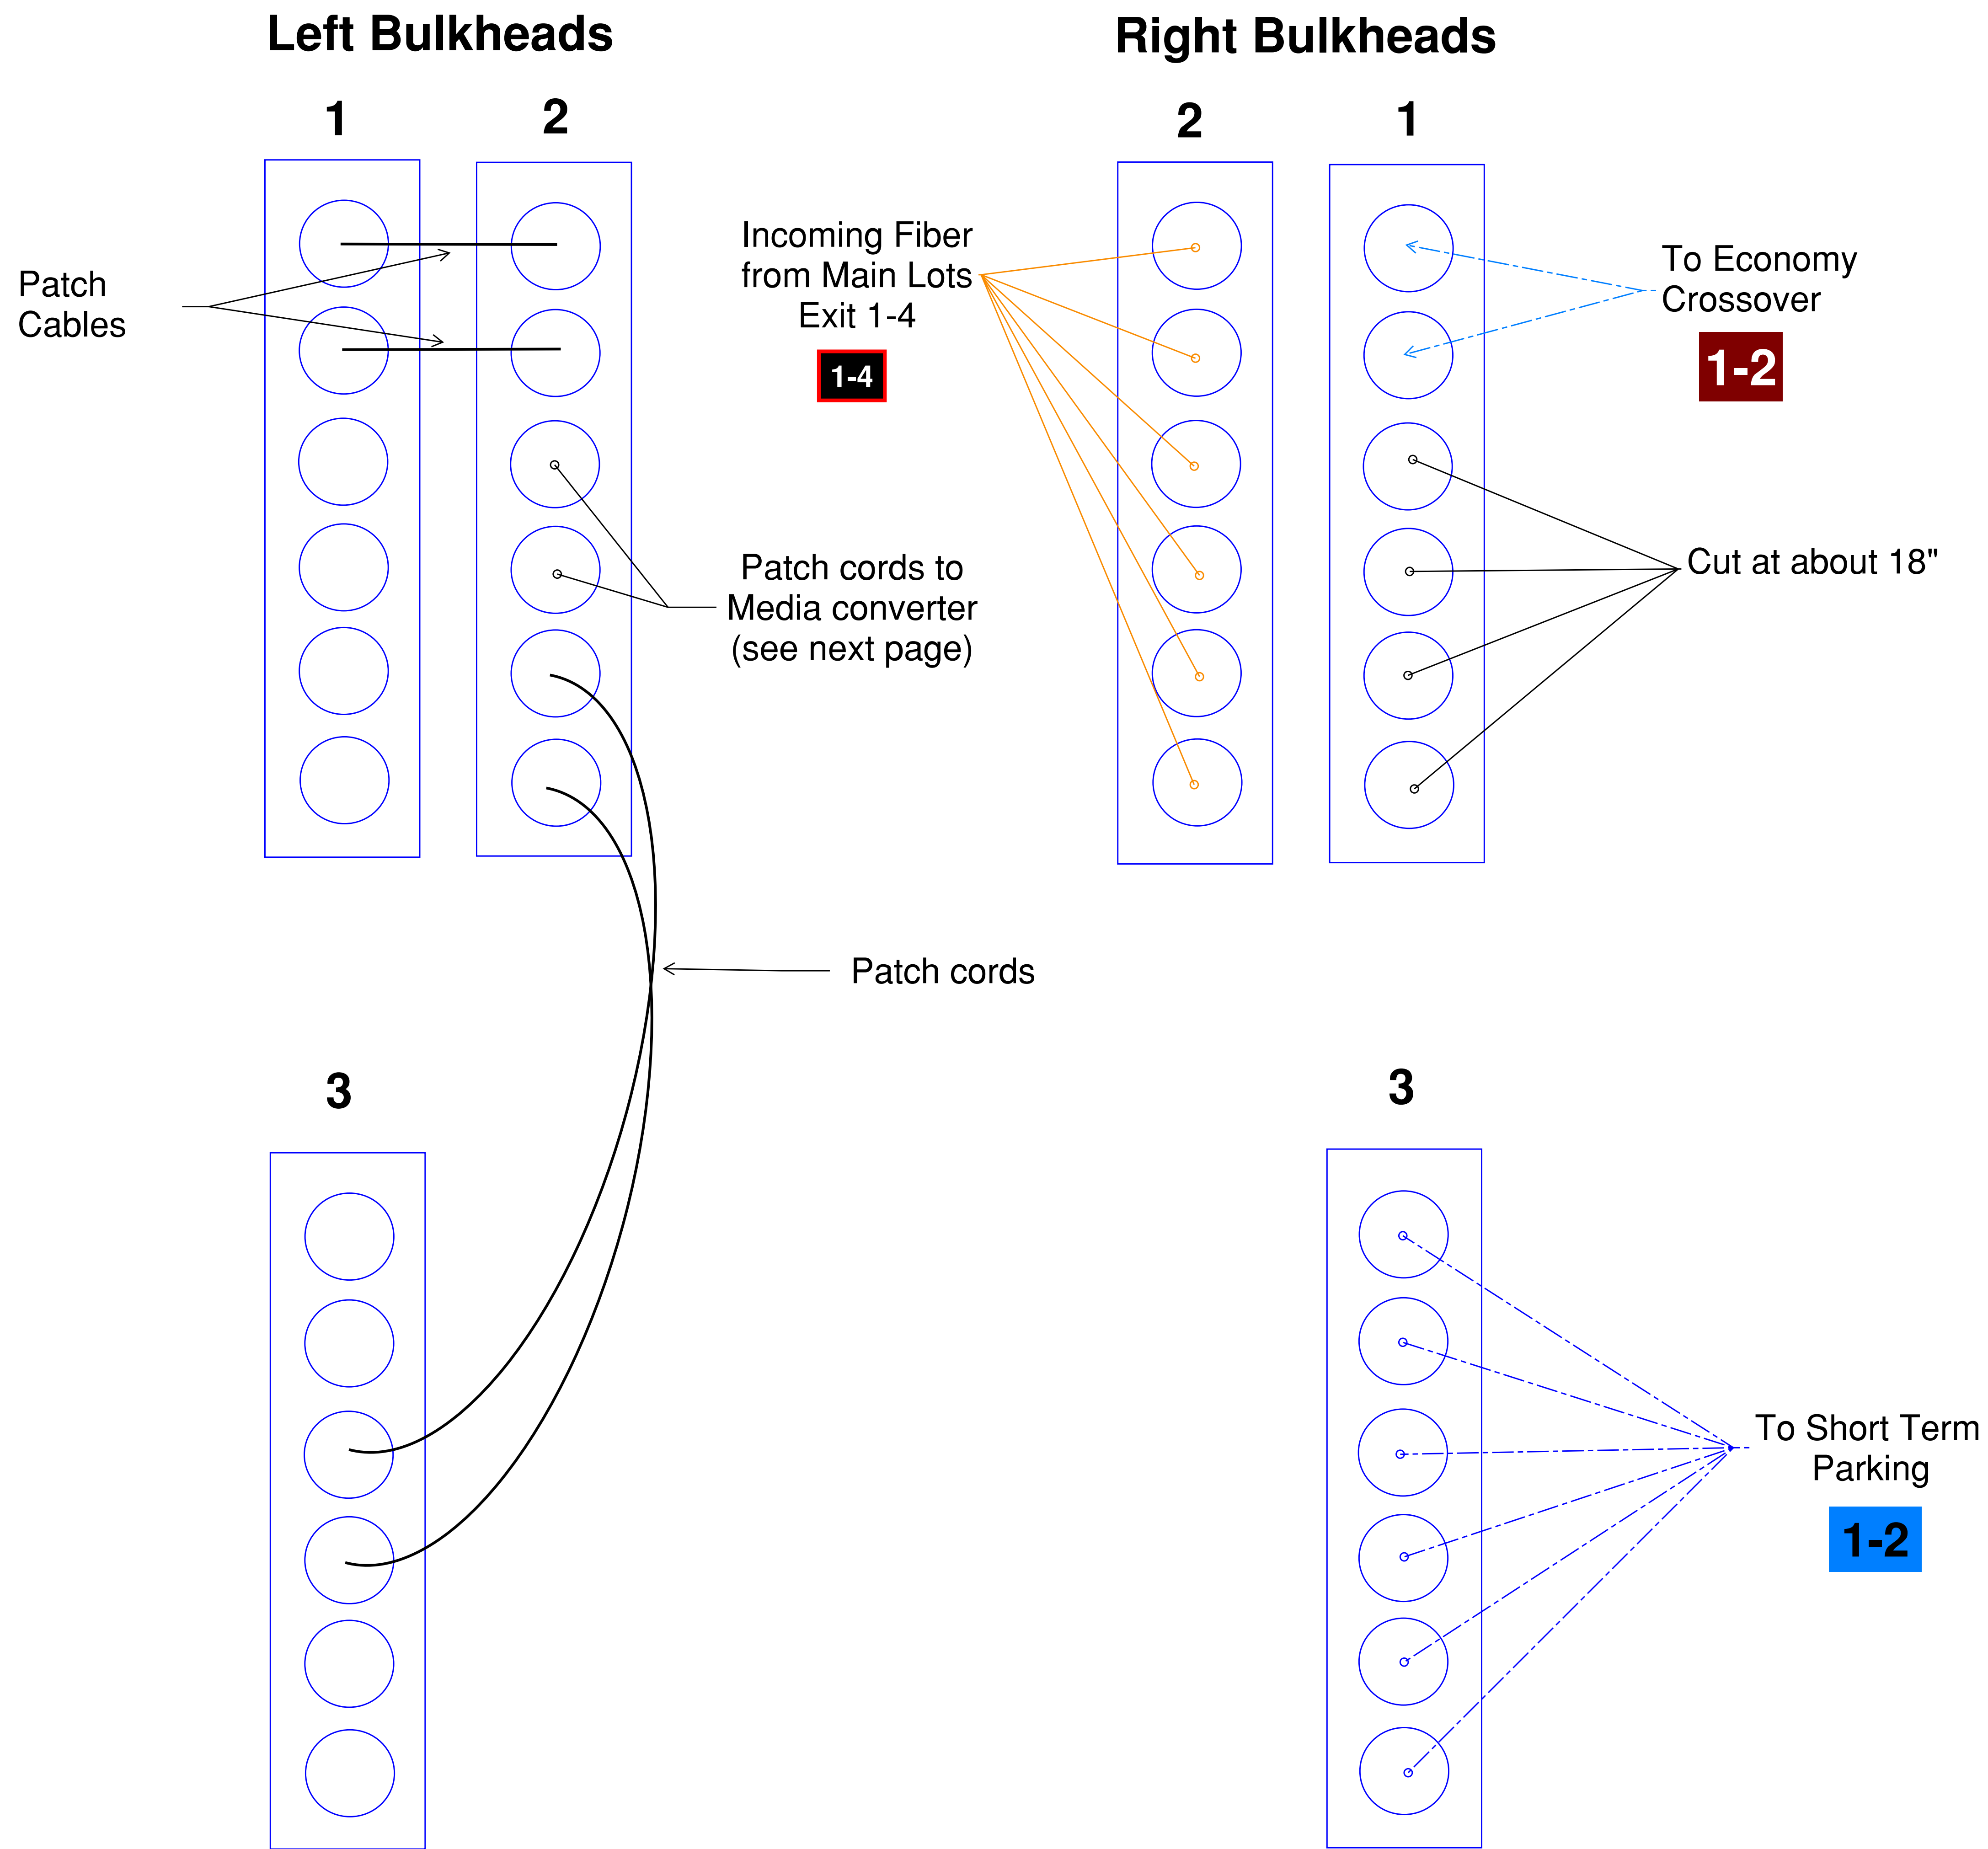 Left Bulkheads
Right Bulkheads
1
2
2
1
Patch
Cables
Incoming Fiber
from Main Lots
Exit 1-4
1-4
To Economy
Crossover
1-2
Patch cords to
Media converter
(see next page)
Cut at about 18"
Patch cords
3
3
To Short Term
Parking
1-2